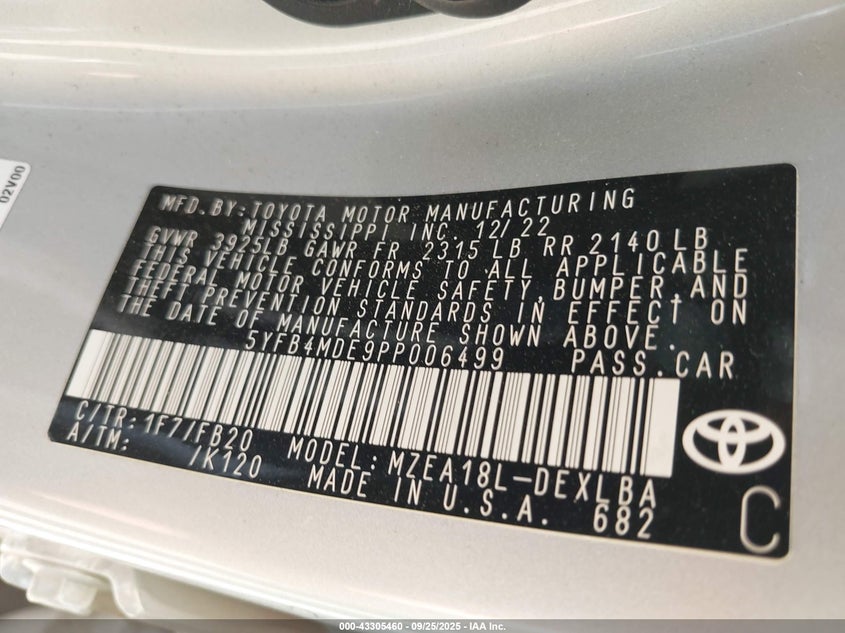 02V00
MFD.BY:TOYOTA MOTOR MANUFACTURING
MISSISSIPPI INC. 12/22
GVWR 3925LB GAWR FR 2315 LB RR 2140 LB
THIS VEHICLE CONFORMS TO ALL APPLICABLE
FEDERAL MOTOR VEHICLE SAFETY,BUMPER,AND
THEFT PREVENTION STANDARDS IN EFFECT ON
THE DATE OF MANUFACTURE SHOWN ABOVE.
5YFB4MDE9PP006499 PASS.CAR
C/TR:1F7/FB20 MODEL:MZEA18L-DEXLBA
A/TM: /K120 MADE IN U.S.A. 682
C
000-43305460 - 09/25/2025 - IAA Inc.